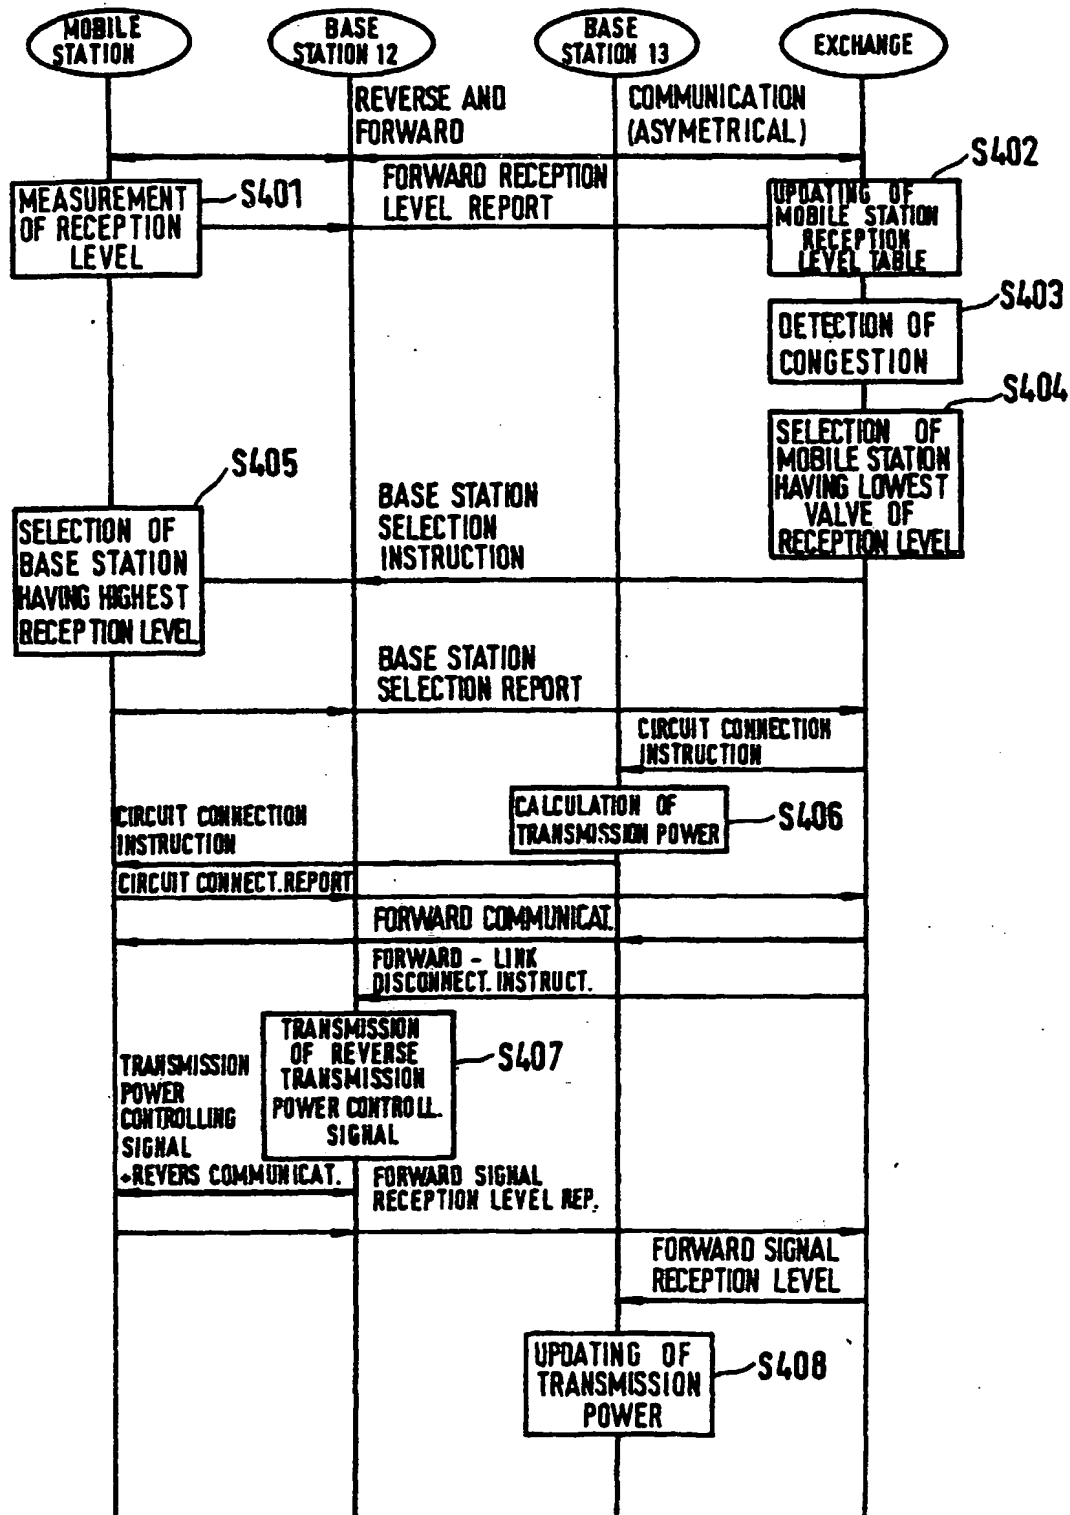 MOBILE
STATION
BASE
STATION 12
BASE
STATION 13
EXCHANGE
REVERSE AND
FORWARD
COMMUNICATION
(ASYMETRICAL)
S402
FORWARD RECEPTION
LEVEL REPORT
S401
MEASUREMENT
OF RECEPTION
LEVEL
UPDATING OF
MOBILE STATION
RECEPTION
LEVEL TABLE
S403
DETECTION OF
CONGESTION
S404
SELECTION OF
MOBILE STATION
HAVING LOWEST
VALVE OF
RECEPTION LEVEL
S405
BASE STATION
SELECTION
INSTRUCTION
SELECTION OF
BASE STATION
HAVING HIGHEST
RECEPTION LEVEL
BASE STATION
SELECTION REPORT
CIRCUIT CONNECTION
INSTRUCTION
CALCULATION OF
TRANSMISSION POWER
S406
CIRCUIT CONNECTION
INSTRUCTION
CIRCUIT CONNECT.REPORT
FORWARD COMMUNICAT.
FORWARD - LINK
DISCONNECT.INSTRUCT.
TRANSMISSION
OF REVERSE
TRANSMISSION
POWER CONTROLL.
SIGNAL
S407
TRANSMISSION
POWER
CONTROLLING
SIGNAL
+REVERS COMMUNICAT.
FORWARD SIGNAL
RECEPTION LEVEL REP.
FORWARD SIGNAL
RECEPTION LEVEL
UPDATING OF
TRANSMISSION
POWER
S408